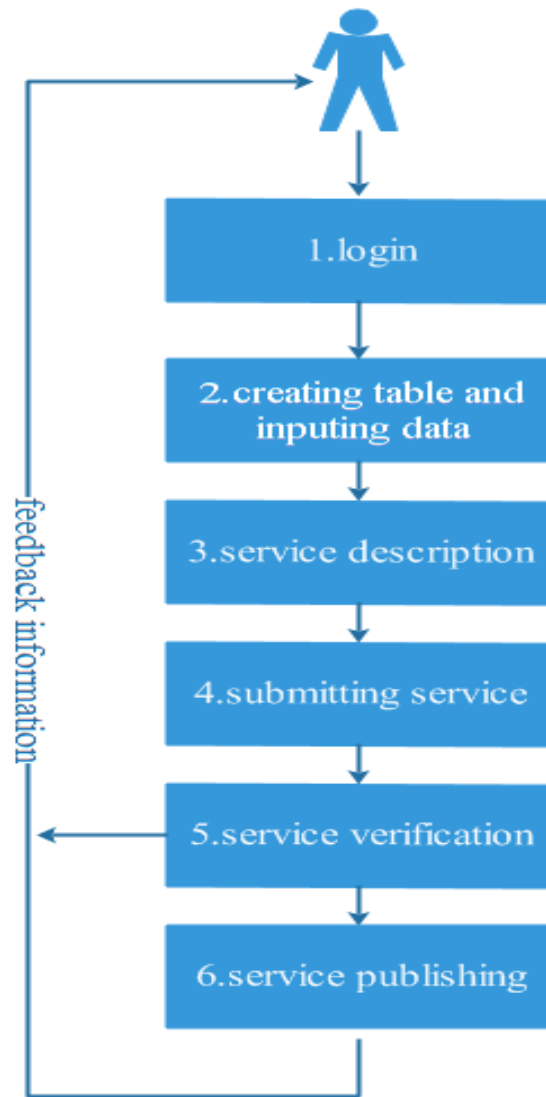 1.login
2.creating table and
inputing data
3.service description
4.submitting service
5.service verification
6.service publishing
feedback information